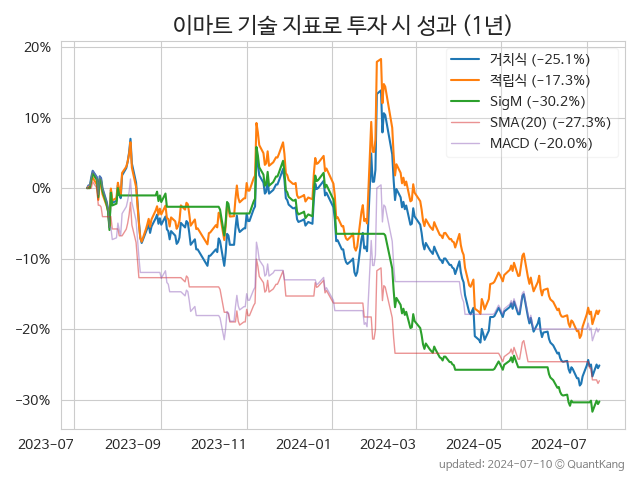 이마트 기술 지표로 투자 시 성과 (1년)
거치식 (−25.1%)
적립식 (−17.3%)
SigM (−30.2%)
SMA(20) (−27.3%)
MACD (−20.0%)
20%
10%
0%
−10%
−20%
−30%
2023-07 2023-09 2023-11 2024-01 2024-03 2024-05 2024-07
updated: 2024-07-10 © QuantKang